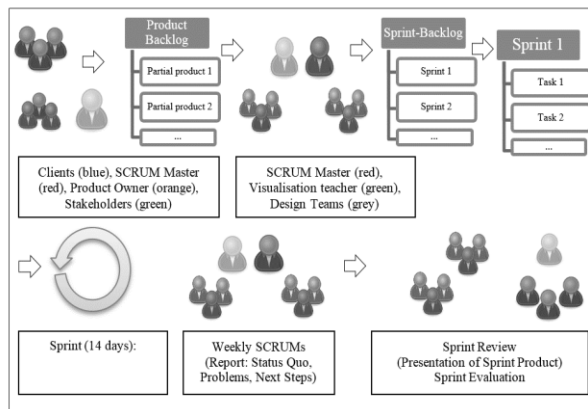 Product
Backlog
Partial product 1
Partial product 2
...
Sprint-Backlog
Sprint 1
Sprint 2
...
Sprint 1
Task 1
Task 2
...
Clients (blue), SCRUM Master
(red), Product Owner (orange),
Stakeholders (green)
SCRUM Master (red),
Visualisation teacher (green),
Design Teams (grey)
Sprint (14 days):
Weekly SCRUMs
(Report: Status Quo,
Problems, Next Steps)
Sprint Review
(Presentation of Sprint Product)
Sprint Evaluation